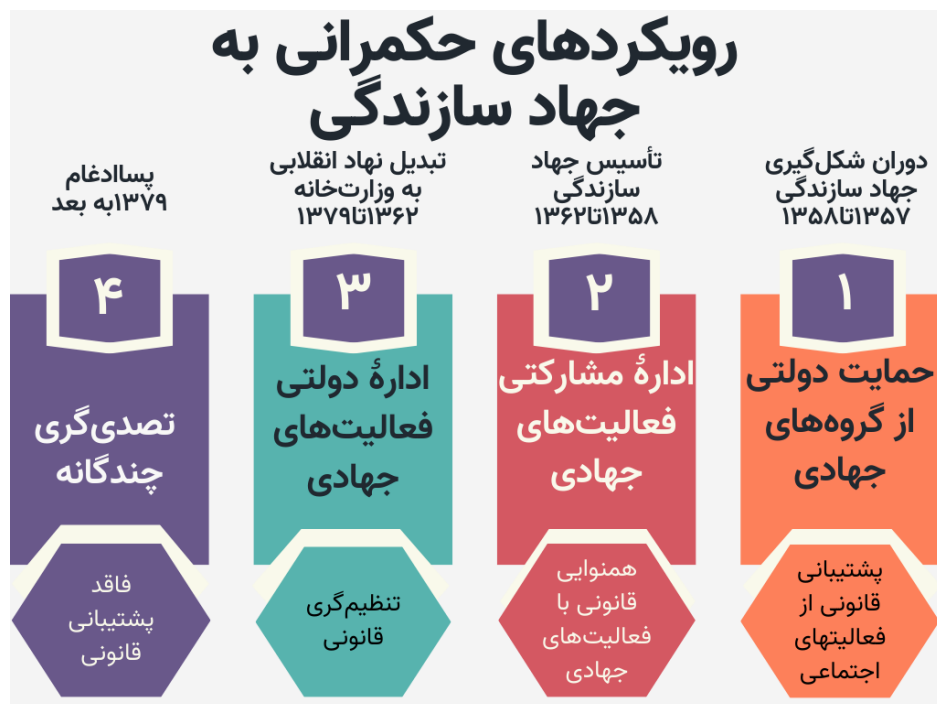 رویکردهای حکمرانی به
جهاد سازندگی
دوران شکل‌گیری
جهاد سازندگی
۱۳۵۷تا۱۳۵۸
۱
حمایت دولتی
از گروه‌های
جهادی
پشتیبانی
قانونی از
فعالیتهای
اجتماعی
تأسیس جهاد
سازندگی
۱۳۵۸تا۱۳۶۲
۲
ادارهٔ مشارکتی
فعالیت‌های
جهادی
همنوایی
قانونی با
فعالیت‌های
جهادی
تبدیل نهاد انقلابی
به وزارت‌خانه
۱۳۶۲تا۱۳۷۹
۳
ادارهٔ دولتی
فعالیت‌های
جهادی
تنظیم‌گری
قانونی
پساادغام
۱۳۷۹به بعد
۴
تصدی‌گری
چندگانه
فاقد
پشتیبانی
قانونی